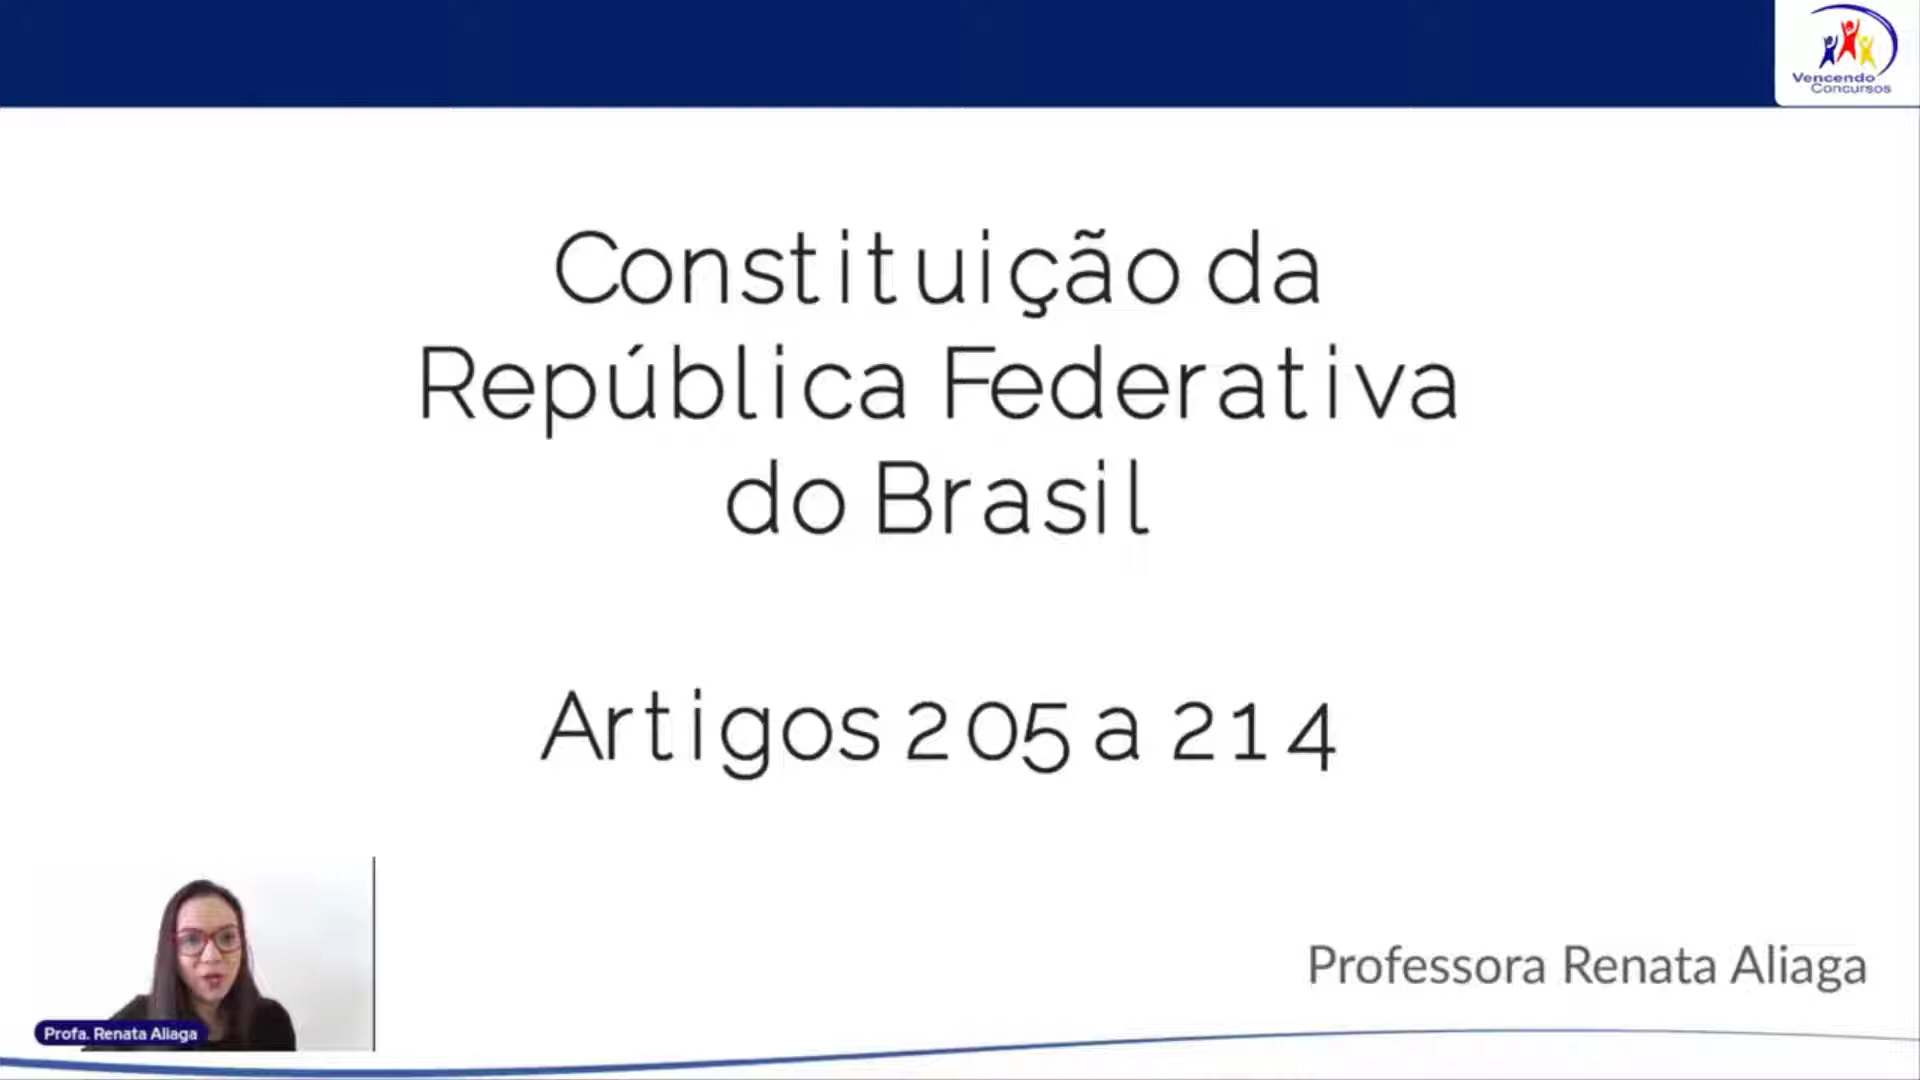 Vencendo
Concursos
Constituição da
República Federativa
do Brasil
Artigos 205 a 214
Professora Renata Aliaga
Profa. Renata Aliaga